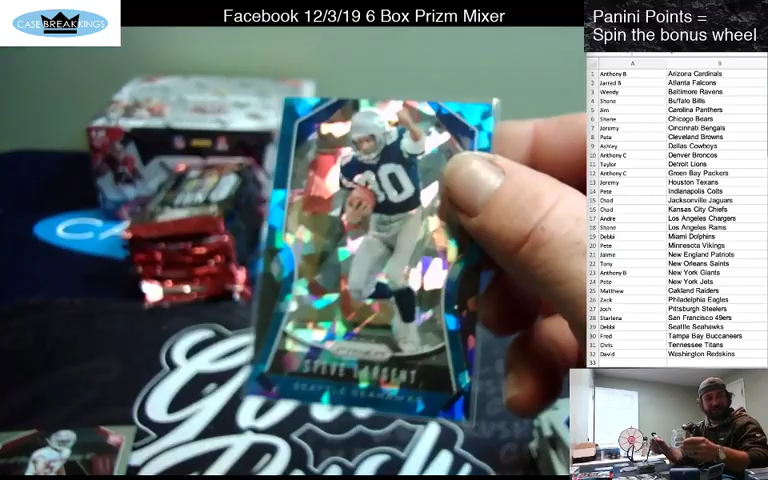 Facebook 12/3/19 6 Box Prizm Mixer
CASE BREAK KINGS
Panini Points =
Spin the bonus wheel
A B
1 Anthony B Arizona Cardinals
2 Jarred B Atlanta Falcons
3 Wendy Baltimore Ravens
4 Shane Buffalo Bills
5 Jim Carolina Panthers
6 Shane Chicago Bears
7 Jeremy Cincinnati Bengals
8 Pete Cleveland Browns
9 Ashley Dallas Cowboys
10 Anthony C Denver Broncos
11 Taylor Detroit Lions
12 Anthony C Green Bay Packers
13 Jeremy Houston Texans
14 Pete Indianapolis Colts
15 Chad Jacksonville Jaguars
16 Chad Kansas City Chiefs
17 Andre Los Angeles Chargers
18 Shane Los Angeles Rams
19 Debbi Miami Dolphins
20 Pete Minnesota Vikings
21 Jaime New England Patriots
22 Tony New Orleans Saints
23 Anthony B New York Giants
24 Pete New York Jets
25 Matthew Oakland Raiders
26 Zack Philadelphia Eagles
27 Josh Pittsburgh Steelers
28 Starlena San Francisco 49ers
29 Debbi Seattle Seahawks
30 Fred Tampa Bay Buccaneers
31 Chris Tennessee Titans
32 David Washington Redskins
33
80
PRIZM
STEVE LARGENT
SEATTLE SEAHAWKS